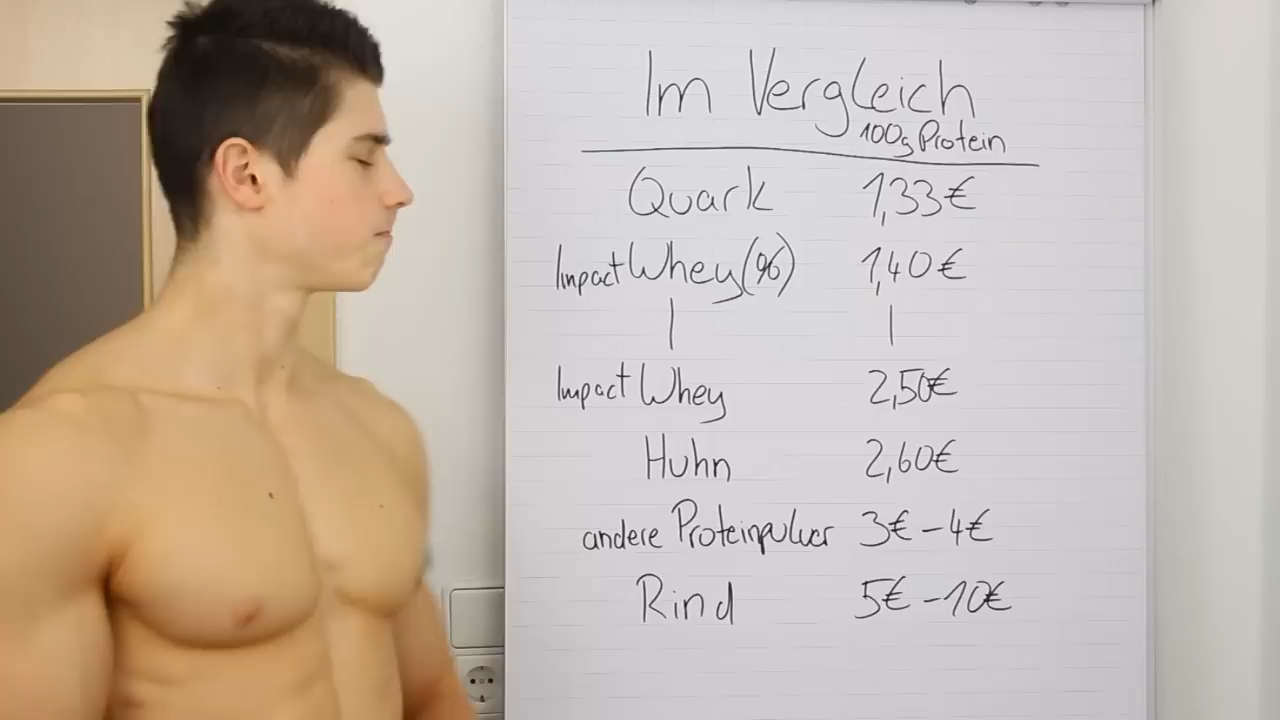 Im Vergleich
100g Protein
Quark 1,33€
Impact Whey (%) 1,40€
Impact Whey 2,50€
Huhn 2,60€
andere Proteinpulver 3€ - 4€
Rind 5€ - 10€